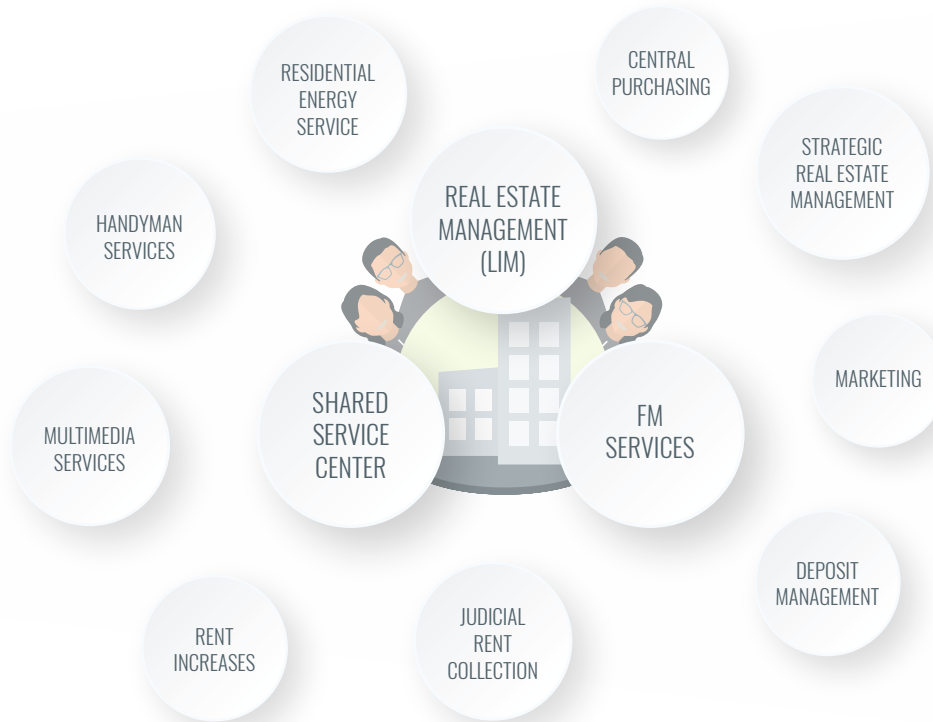 RESIDENTIAL
ENERGY
SERVICE
CENTRAL
PURCHASING
STRATEGIC
REAL ESTATE
MANAGEMENT
HANDYMAN
SERVICES
REAL ESTATE
MANAGEMENT
(LIM)
MARKETING
MULTIMEDIA
SERVICES
SHARED
SERVICE
CENTER
FM
SERVICES
DEPOSIT
MANAGEMENT
RENT
INCREASES
JUDICIAL
RENT
COLLECTION